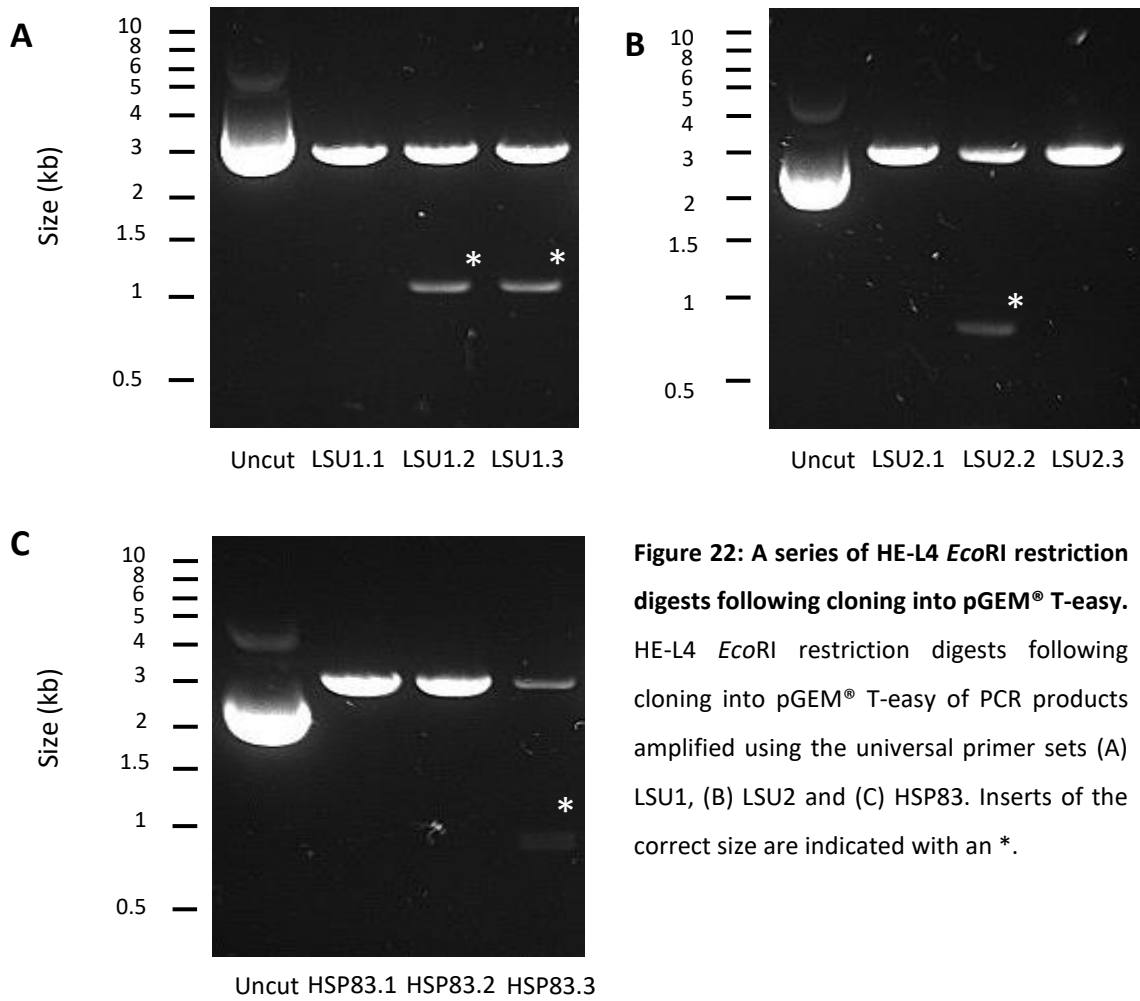 A
10
8
6
5
4
3
2
1.5
1
0.5
Size (kb)
*
*
Uncut LSU1.1 LSU1.2 LSU1.3
B
10
8
6
5
4
3
2
1.5
1
0.5
Size (kb)
*
Uncut LSU2.1 LSU2.2 LSU2.3
C
10
8
6
5
4
3
2
1.5
1
0.5
Size (kb)
*
Uncut HSP83.1 HSP83.2 HSP83.3
Figure 22: A series of HE-L4 EcoRI restriction
digests following cloning into pGEM® T-easy.
HE-L4 EcoRI restriction digests following
cloning into pGEM® T-easy of PCR products
amplified using the universal primer sets (A)
LSU1, (B) LSU2 and (C) HSP83. Inserts of the
correct size are indicated with an *.